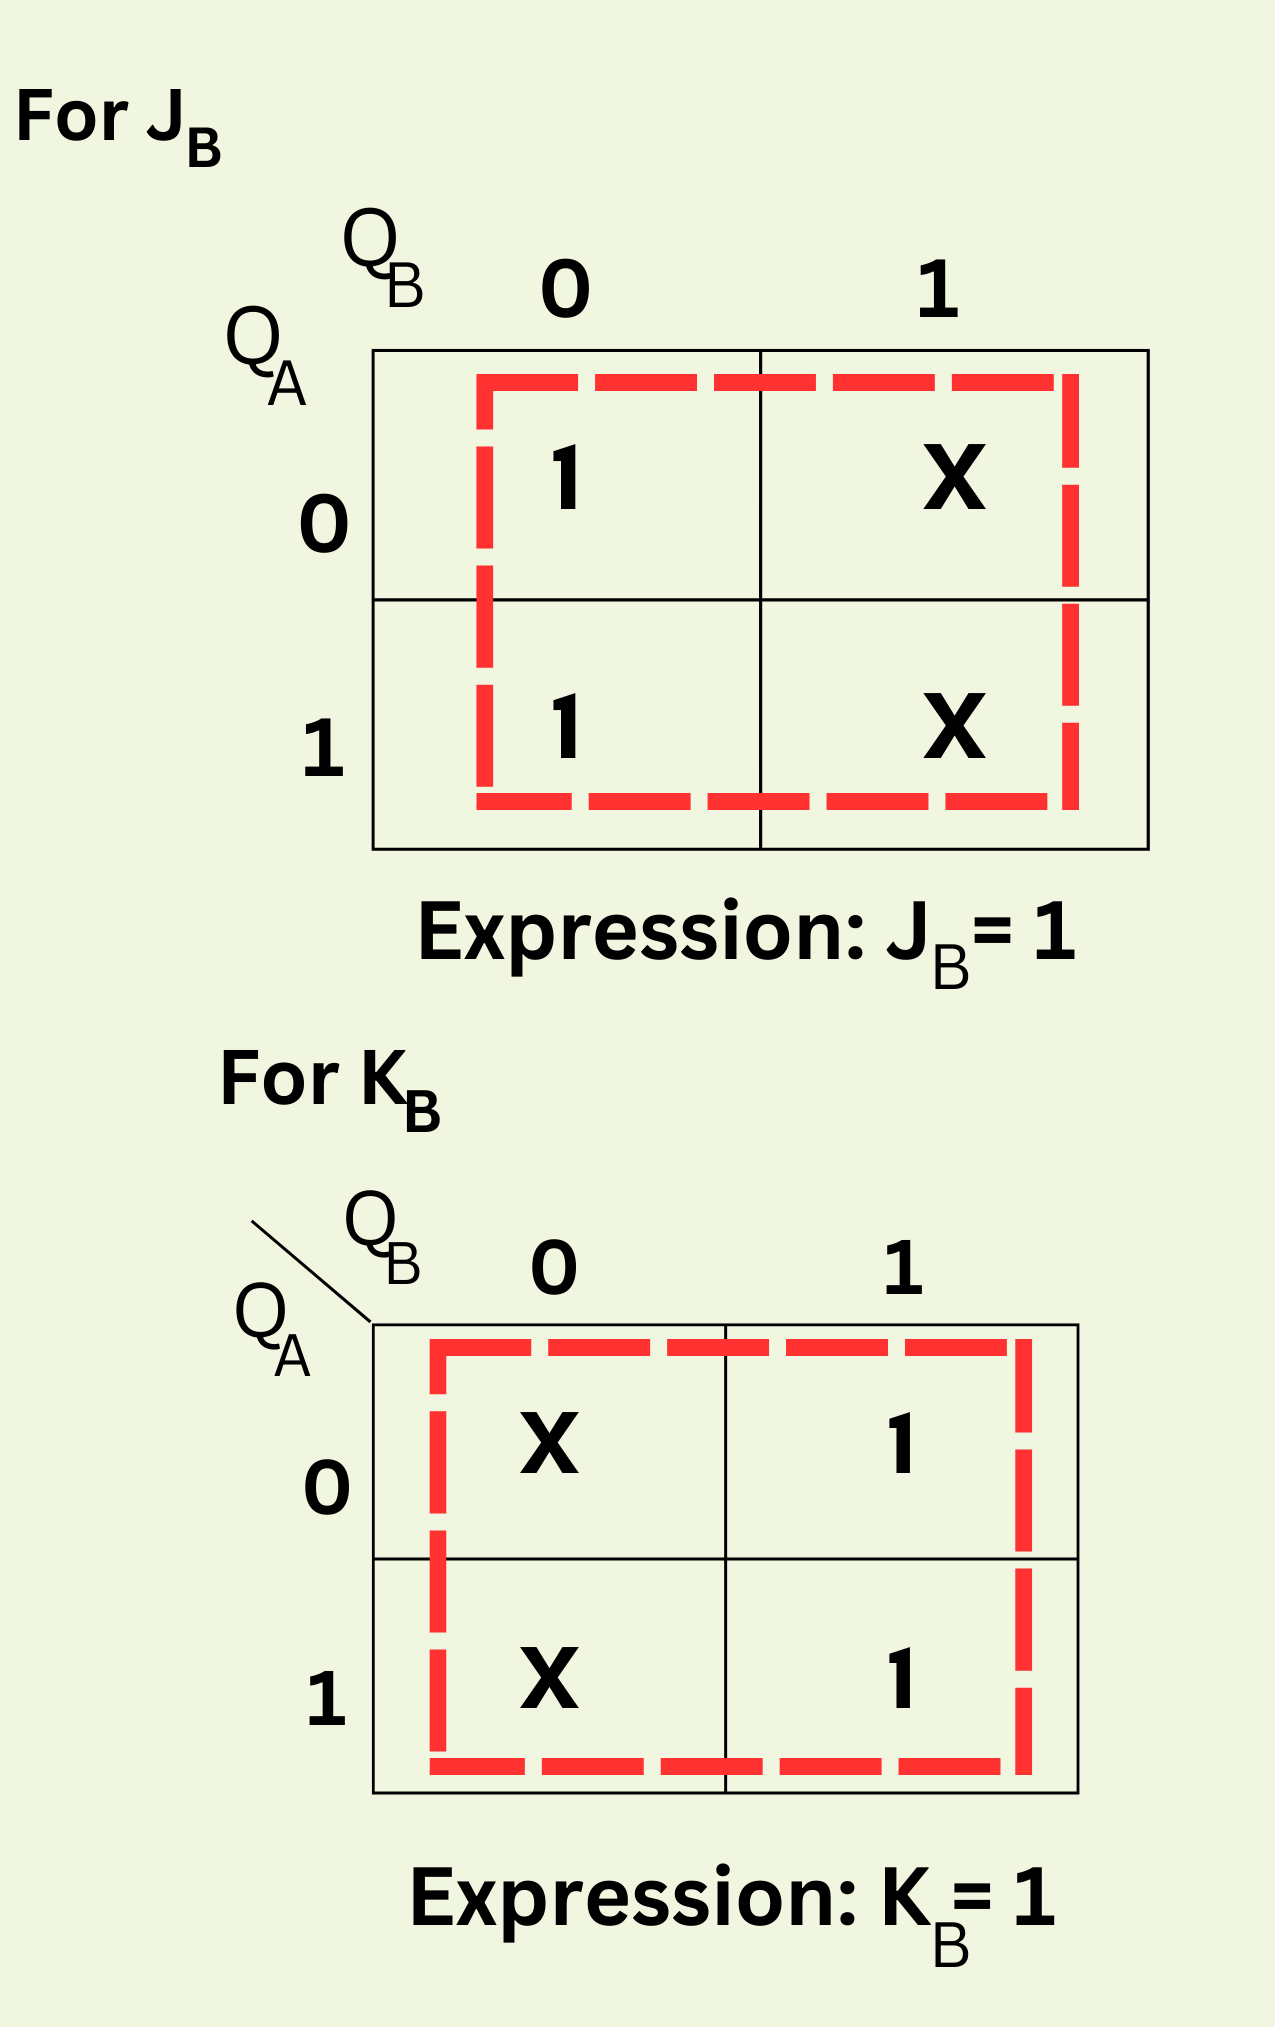 For J_B
Q_B 0 1
Q_A
0 1 X
1 1 X
Expression: J_B = 1
For K_B
Q_B 0 1
Q_A
0 X 1
1 X 1
Expression: K_B = 1